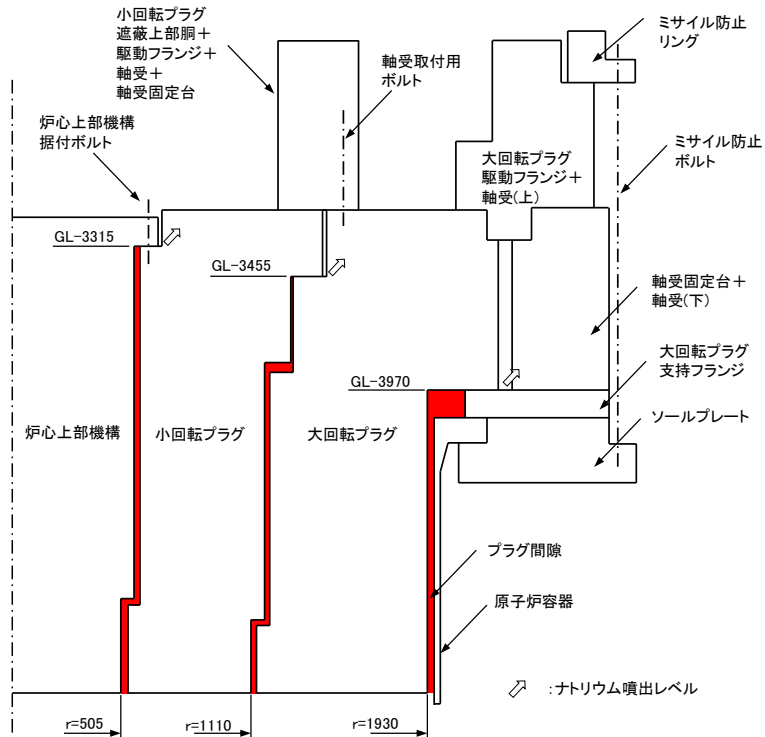 小回転プラグ
遮蔽上部胴＋
駆動フランジ＋
軸受＋
軸受固定台
軸受取付用
ボルト
ミサイル防止
リング
炉心上部機構
据付ボルト
ミサイル防止
ボルト
大回転プラグ
駆動フランジ＋
軸受(上)
GL-3315
GL-3455
軸受固定台＋
軸受(下)
大回転プラグ
支持フランジ
GL-3970
ソールプレート
炉心上部機構
小回転プラグ
大回転プラグ
プラグ間隙
原子炉容器
:ナトリウム噴出レベル
r=505
r=1110
r=1930